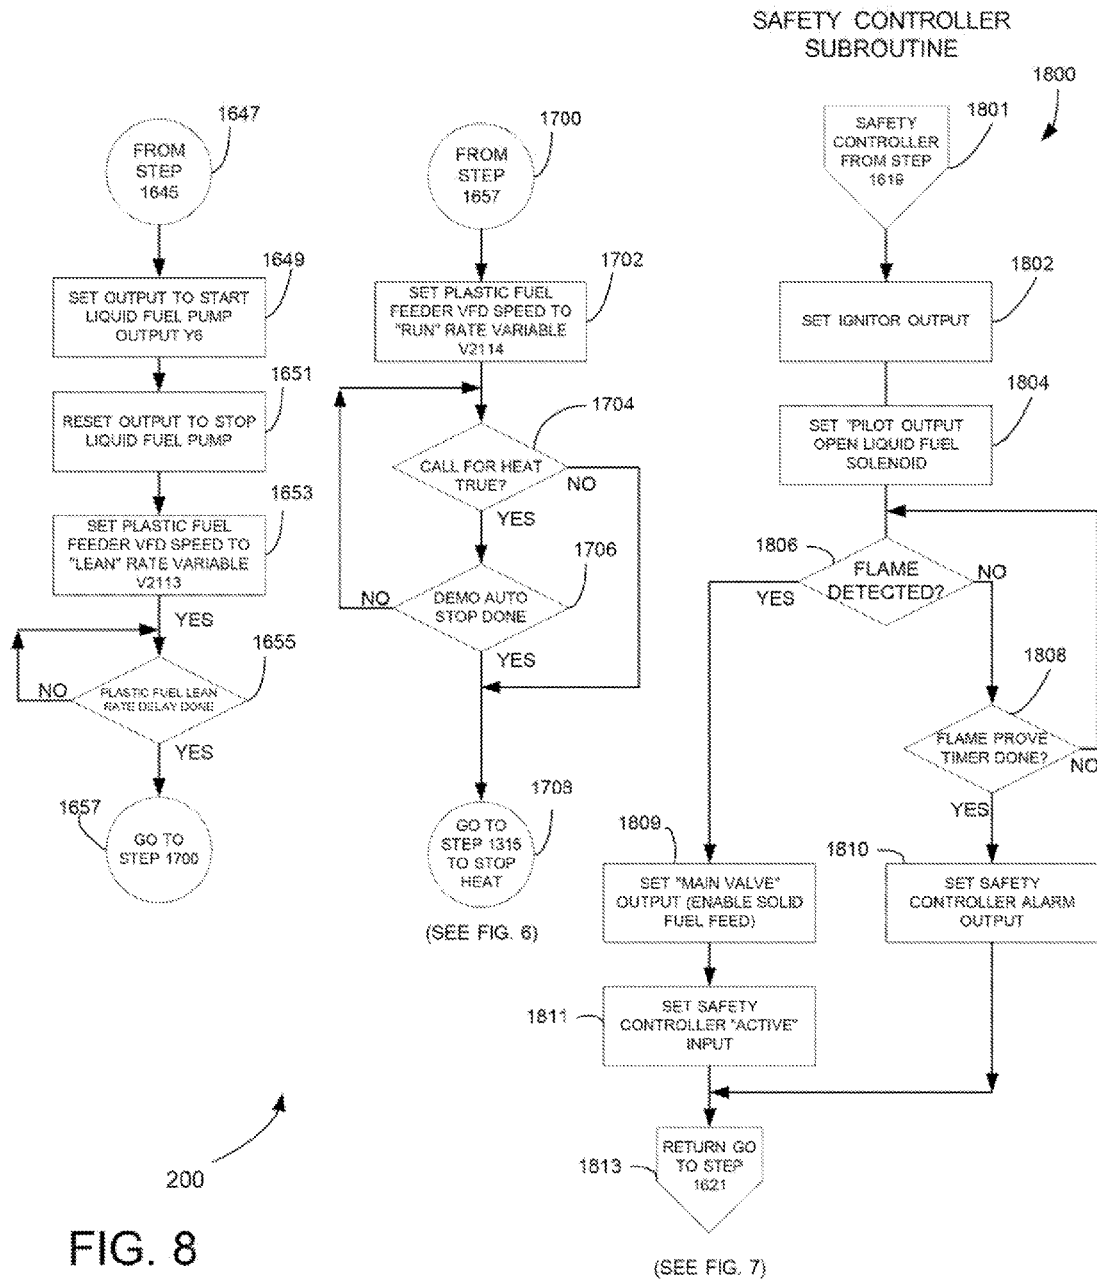 SAFETY CONTROLLER
SUBROUTINE
1800
1647
FROM
STEP
1645
1649
SET OUTPUT TO START
LIQUID FUEL PUMP
OUTPUT Y6
1651
RESET OUTPUT TO STOP
LIQUID FUEL PUMP
1653
SET PLASTIC FUEL
FEEDER VFD SPEED TO
"LEAN" RATE VARIABLE
V2113
YES
1655
NO
PLASTIC FUEL LEAN
RATE DELAY DONE
YES
1657
GO TO
STEP 1700
1700
FROM
STEP
1657
1702
SET PLASTIC FUEL
FEEDER VFD SPEED TO
"RUN" RATE VARIABLE
V2114
1704
CALL FOR HEAT
TRUE?
NO
YES
1706
NO
DEMO AUTO
STOP DONE
YES
1708
GO TO
STEP 1316
TO STOP
HEAT
(SEE FIG. 6)
1801
SAFETY
CONTROLLER
FROM STEP
1619
1802
SET IGNITOR OUTPUT
1804
SET "PILOT OUTPUT
OPEN LIQUID FUEL
SOLENOID
1806
FLAME
DETECTED?
NO
YES
1808
FLAME PROVE
TIMER DONE?
NO
YES
1809
SET "MAIN VALVE"
OUTPUT (ENABLE SOLID
FUEL FEED)
1810
SET SAFETY
CONTROLLER ALARM
OUTPUT
1811
SET SAFETY
CONTROLLER "ACTIVE"
INPUT
1813
RETURN GO
TO STEP
1621
(SEE FIG. 7)
200
FIG. 8